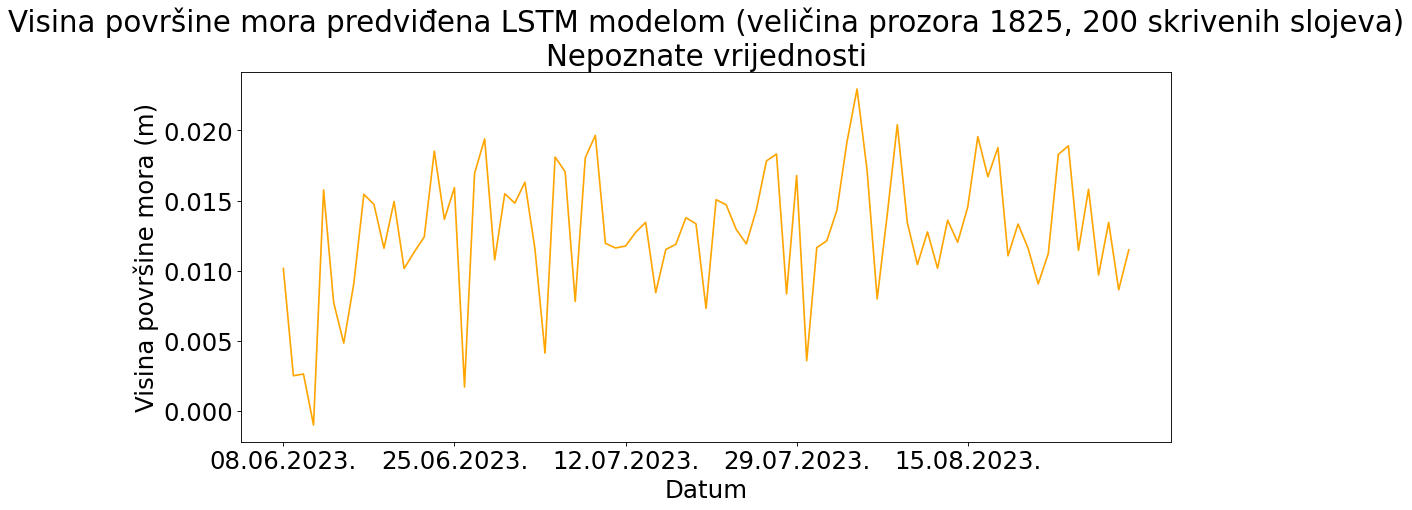 Visina površine mora predviđena LSTM modelom (veličina prozora 1825, 200 skrivenih slojeva)
Nepoznate vrijednosti
Visina površine mora (m)
0.020
0.015
0.010
0.005
0.000
08.06.2023. 25.06.2023. 12.07.2023. 29.07.2023. 15.08.2023.
Datum